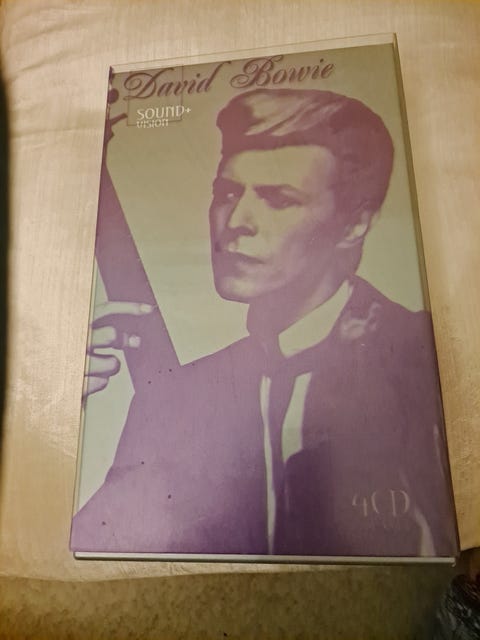 David Bowie
SOUND+
VISION
4CD